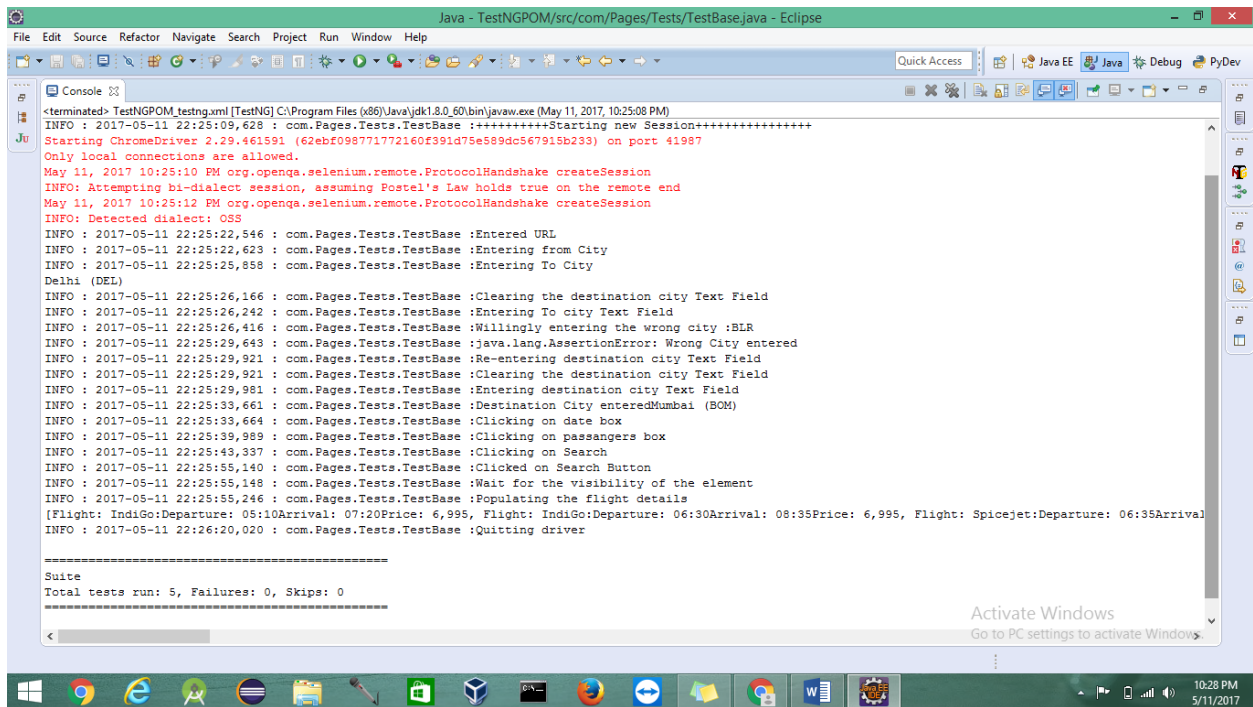 Java - TestNGPOM/src/com/Pages/Tests/TestBase.java - Eclipse
File Edit Source Refactor Navigate Search Project Run Window Help
Quick Access Java EE Java Debug PyDev
Console
<terminated> TestNGPOM_testng.xml [TestNG] C:\Program Files (x86)\Java\jdk1.8.0_60\bin\javaw.exe (May 11, 2017, 10:25:08 PM)
INFO : 2017-05-11 22:25:09,628 : com.Pages.Tests.TestBase :++++++++++Starting new Session++++++++++++++++
Starting ChromeDriver 2.29.461591 (62ebf098771772160f391d75e589dc567915b233) on port 41987
Only local connections are allowed.
May 11, 2017 10:25:10 PM org.openqa.selenium.remote.ProtocolHandshake createSession
INFO: Attempting bi-dialect session, assuming Postel's Law holds true on the remote end
May 11, 2017 10:25:12 PM org.openqa.selenium.remote.ProtocolHandshake createSession
INFO: Detected dialect: OSS
INFO : 2017-05-11 22:25:22,546 : com.Pages.Tests.TestBase :Entered URL
INFO : 2017-05-11 22:25:22,623 : com.Pages.Tests.TestBase :Entering from City
INFO : 2017-05-11 22:25:25,858 : com.Pages.Tests.TestBase :Entering To City
Delhi (DEL)
INFO : 2017-05-11 22:25:26,166 : com.Pages.Tests.TestBase :Clearing the destination city Text Field
INFO : 2017-05-11 22:25:26,242 : com.Pages.Tests.TestBase :Entering To city Text Field
INFO : 2017-05-11 22:25:26,416 : com.Pages.Tests.TestBase :Willingly entering the wrong city :BLR
INFO : 2017-05-11 22:25:29,643 : com.Pages.Tests.TestBase :java.lang.AssertionError: Wrong City entered
INFO : 2017-05-11 22:25:29,921 : com.Pages.Tests.TestBase :Re-entering destination city Text Field
INFO : 2017-05-11 22:25:29,921 : com.Pages.Tests.TestBase :Clearing the destination city Text Field
INFO : 2017-05-11 22:25:29,981 : com.Pages.Tests.TestBase :Entering destination city Text Field
INFO : 2017-05-11 22:25:33,661 : com.Pages.Tests.TestBase :Destination City enteredMumbai (BOM)
INFO : 2017-05-11 22:25:33,664 : com.Pages.Tests.TestBase :Clicking on date box
INFO : 2017-05-11 22:25:39,989 : com.Pages.Tests.TestBase :Clicking on passangers box
INFO : 2017-05-11 22:25:43,337 : com.Pages.Tests.TestBase :Clicking on Search
INFO : 2017-05-11 22:25:55,140 : com.Pages.Tests.TestBase :Clicked on Search Button
INFO : 2017-05-11 22:25:55,148 : com.Pages.Tests.TestBase :Wait for the visibility of the element
INFO : 2017-05-11 22:25:55,246 : com.Pages.Tests.TestBase :Populating the flight details
[Flight: IndiGo:Departure: 05:10Arrival: 07:20Price: 6,995, Flight: IndiGo:Departure: 06:30Arrival: 08:35Price: 6,995, Flight: Spicejet:Departure: 06:35Arrival
INFO : 2017-05-11 22:26:20,020 : com.Pages.Tests.TestBase :Quitting driver
===============================================
Suite
Total tests run: 5, Failures: 0, Skips: 0
===============================================
Activate Windows
Go to PC settings to activate Windows.
10:28 PM
5/11/2017